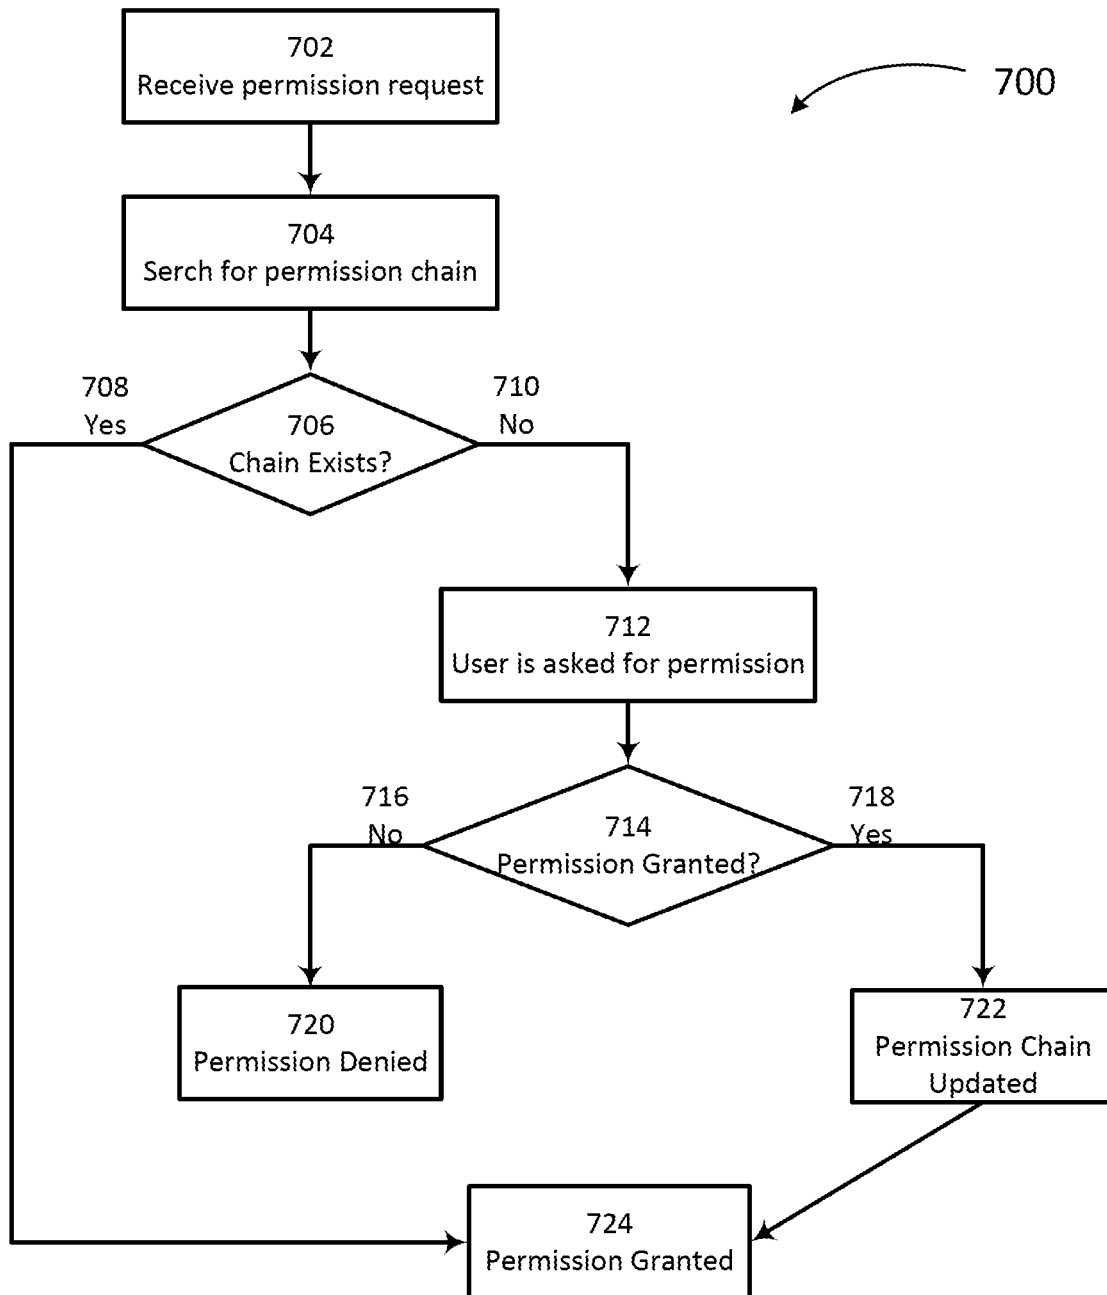 702
Receive permission request
700
704
Serch for permission chain
708
Yes
710
No
706
Chain Exists?
712
User is asked for permission
716
No
718
Yes
714
Permission Granted?
720
Permission Denied
722
Permission Chain
Updated
724
Permission Granted